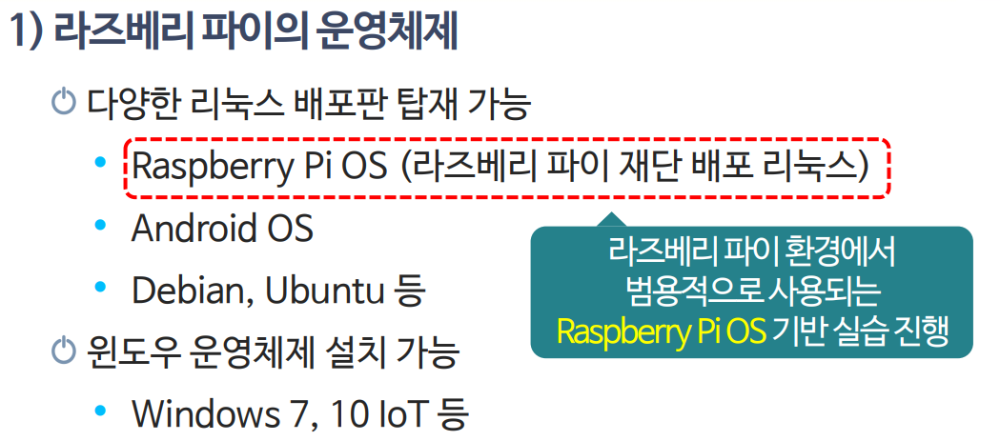 1) 라즈베리 파이의 운영체제
다양한 리눅스 배포판 탑재 가능
Raspberry Pi OS (라즈베리 파이 재단 배포 리눅스)
Android OS
Debian, Ubuntu 등
라즈베리 파이 환경에서
범용적으로 사용되는
Raspberry Pi OS 기반 실습 진행
윈도우 운영체제 설치 가능
Windows 7, 10 IoT 등